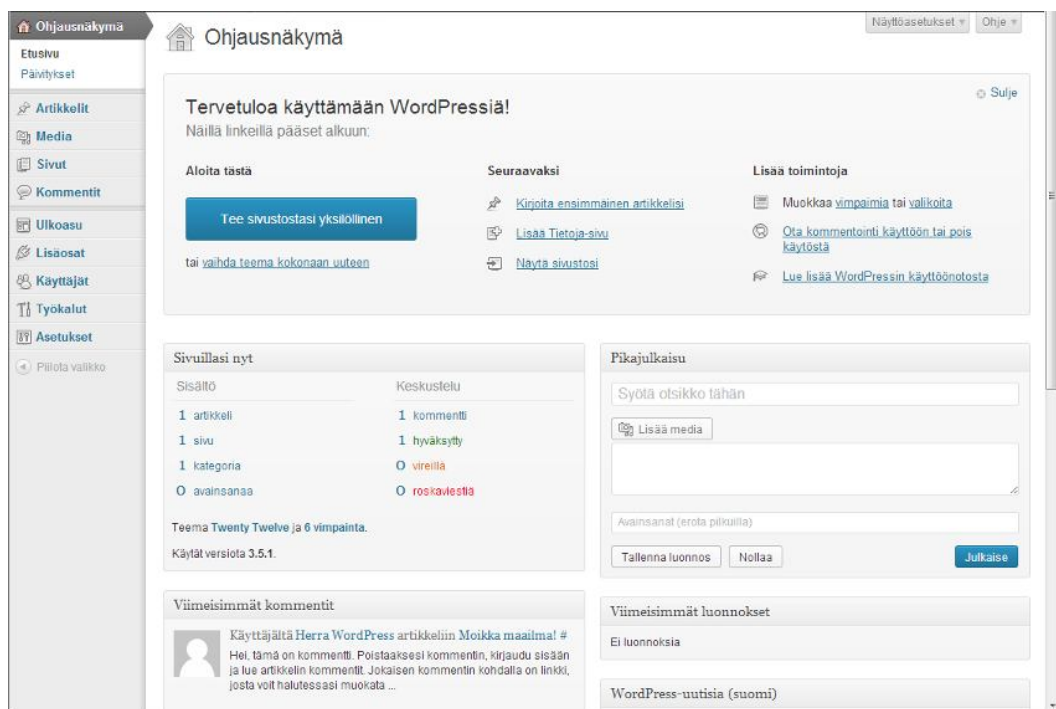 Ohjausnäkymä
Etusivu
Päivitykset
Artikkelit
Media
Sivut
Kommentit
Ulkoasu
Lisäosat
Käyttäjät
Työkalut
Asetukset
Piilota valikko
Näyttöasetukset
Ohje
Ohjausnäkymä
Sulje
Tervetuloa käyttämään WordPressiä!
Näillä linkeillä pääset alkuun:
Aloita tästä
Tee sivustostasi yksilöllinen
tai vaihda teema kokonaan uuteen
Seuraavaksi
Kirjoita ensimmäinen artikkelisi
Lisää Tietoja-sivu
Näytä sivustosi
Lisää toimintoja
Muokkaa vimpaimia tai valikoita
Ota kommentointi käyttöön tai pois
käytöstä
Lue lisää WordPressin käyttöönotosta
Sivuillasi nyt
Sisältö
1 artikkeli
1 sivu
1 kategoria
0 avainsanaa
Keskustelu
1 kommentti
1 hyväksytty
0 vireillä
0 roskaviestiä
Teema Twenty Twelve ja 6 vimpainta.
Käytät versiota 3.5.1.
Viimeisimmät kommentit
Käyttäjältä Herra WordPress artikkeliin Moikka maailma! #
Hei, tämä on kommentti. Poistaaksesi kommentin, kirjaudu sisään
ja lue artikkelin kommentit. Jokaisen kommentin kohdalla on linkki,
josta voit halutessasi muokata ...
Pikajulkaisu
Syötä otsikko tähän
Lisää media
Avainsanat (erota pilkuilla)
Tallenna luonnos
Nollaa
Julkaise
Viimeisimmät luonnokset
Ei luonnoksia
WordPress-uutisia (suomi)